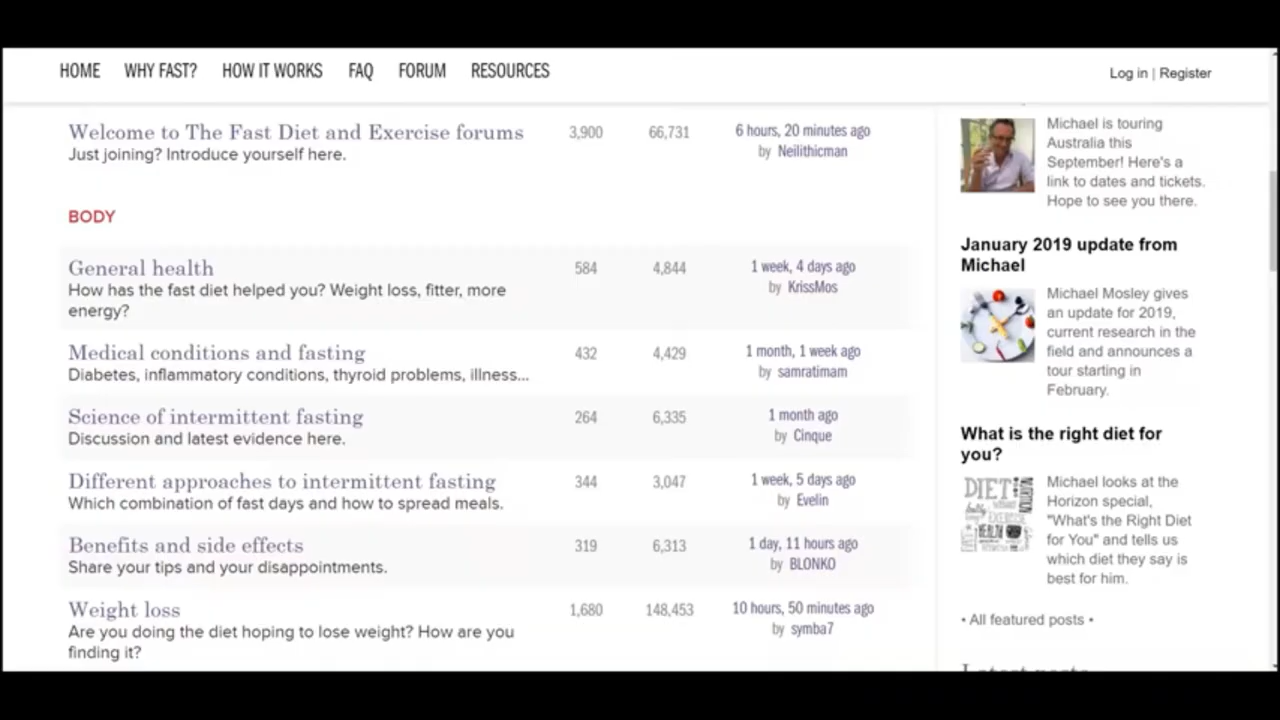 HOME WHY FAST? HOW IT WORKS FAQ FORUM RESOURCES
Log in | Register
Welcome to The Fast Diet and Exercise forums 3,900 66,731 6 hours, 20 minutes ago
Just joining? Introduce yourself here. by Neilithicman
BODY
General health 584 4,844 1 week, 4 days ago
How has the fast diet helped you? Weight loss, fitter, more by KrissMos
energy?
Medical conditions and fasting 432 4,429 1 month, 1 week ago
Diabetes, inflammatory conditions, thyroid problems, illness... by samratimam
Science of intermittent fasting 264 6,335 1 month ago
Discussion and latest evidence here. by Cinque
Different approaches to intermittent fasting 344 3,047 1 week, 5 days ago
Which combination of fast days and how to spread meals. by Evelin
Benefits and side effects 319 6,313 1 day, 11 hours ago
Share your tips and your disappointments. by BLONKO
Weight loss 1,680 148,453 10 hours, 50 minutes ago
Are you doing the diet hoping to lose weight? How are you by symba7
finding it?
Michael is touring
Australia this
September! Here's a
link to dates and tickets.
Hope to see you there.
January 2019 update from
Michael
Michael Mosley gives
an update for 2019,
current research in the
field and announces a
tour starting in
February.
What is the right diet for
you?
DIET
EXERCISE
HEALTH
Michael looks at the
Horizon special,
"What's the Right Diet
for You" and tells us
which diet they say is
best for him.
• All featured posts •
Latest posts